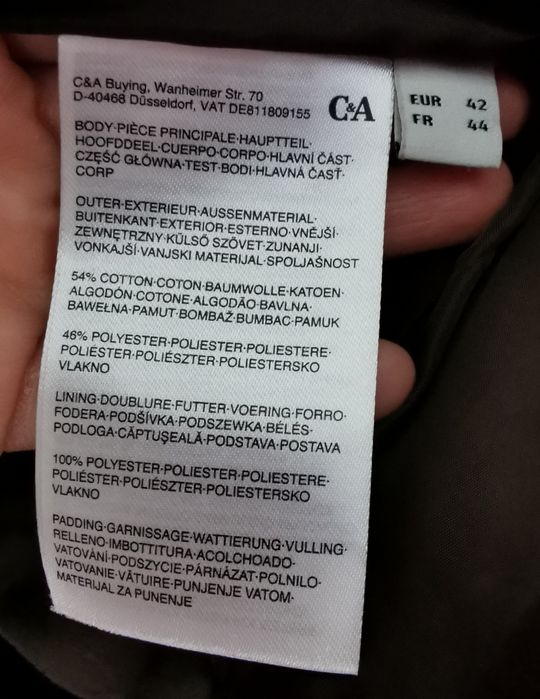 C&A Buying, Wanheimer Str. 70
D-40468 Düsseldorf, VAT DE811809155
C&A
EUR 42
FR 44
BODY·PIÈCE PRINCIPALE·HAUPTTEIL·
HOOFDDEEL·CUERPO·CORPO·HLAVNÍ ČÁST·
CZĘŚĆ GŁÓWNA·TEST·BODI·HLAVNÁ ČASŤ·
CORP
OUTER·EXTERIEUR·AUSSENMATERIAL·
BUITENKANT·EXTERIOR·ESTERNO·VNĚJŠÍ·
ZEWNĘTRZNY·KÜLSŐ SZÖVET·ZUNANJI·
VONKAJŠÍ·VANJSKI MATERIJAL·SPOLJAŠNOST
54% COTTON·COTON·BAUMWOLLE·KATOEN·
ALGODÓN·COTONE·ALGODÃO·BAVLNA·
BAWEŁNA·PAMUT·BOMBAŽ·BUMBAC·PAMUK
46% POLYESTER·POLIESTER·POLIESTERE·
POLIÉSTER·POLIÉSZTER·POLIESTERSKO
VLAKNO
LINING·DOUBLURE·FUTTER·VOERING·FORRO·
FODERA·PODŠÍVKA·PODSZEWKA·BÉLÉS·
PODLOGA·CĂPTUŞEALĂ·PODSTAVA·POSTAVA
100% POLYESTER·POLIESTER·POLIESTERE·
POLIÉSTER·POLIÉSZTER·POLIESTERSKO
VLAKNO
PADDING·GARNISSAGE·WATTIERUNG·VULLING·
RELLENO·IMBOTTITURA·ACOLCHOADO·
VATOVÁNÍ·PODSZYCIE·PÁRNÁZAT·POLNILO·
VATOVANIE·VĂTUIRE·PUNJENJE VATOM·
MATERIJAL ZA PUNENJE